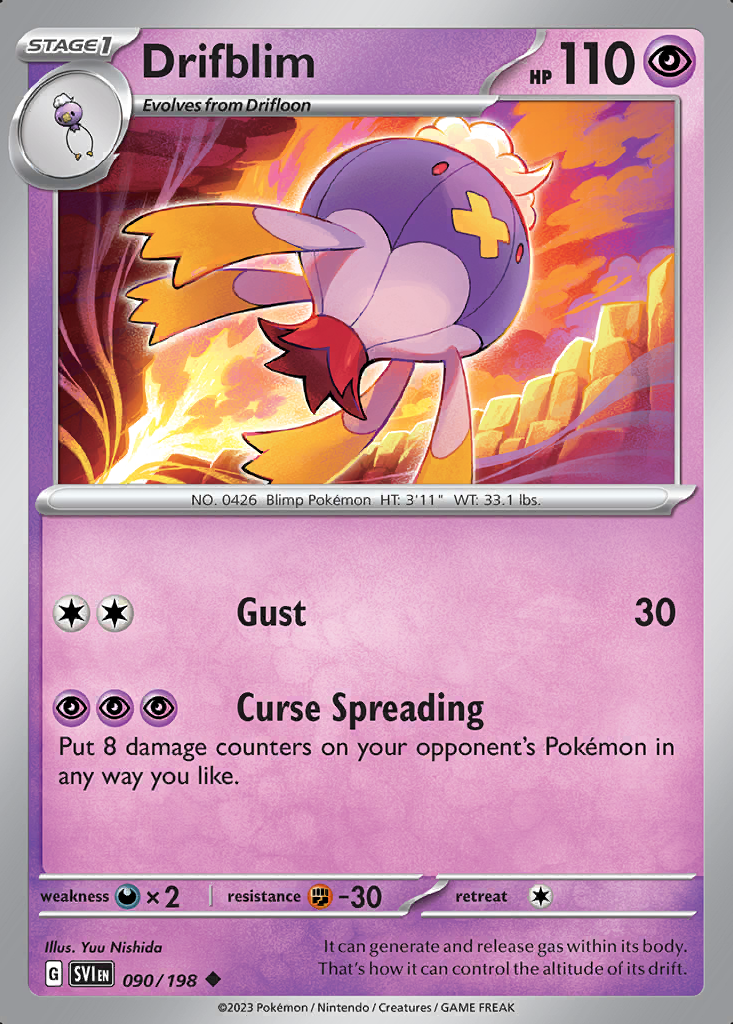 STAGE1
Drifblim
HP 110
Evolves from Drifloon
NO. 0426 Blimp Pokémon HT: 3'11" WT: 33.1 lbs.
Gust 30
Curse Spreading
Put 8 damage counters on your opponent's Pokémon in
any way you like.
weakness ×2 resistance -30 retreat
Illus. Yuu Nishida
It can generate and release gas within its body.
That's how it can control the altitude of its drift.
G SVI EN 090/198
©2023 Pokémon / Nintendo / Creatures / GAME FREAK